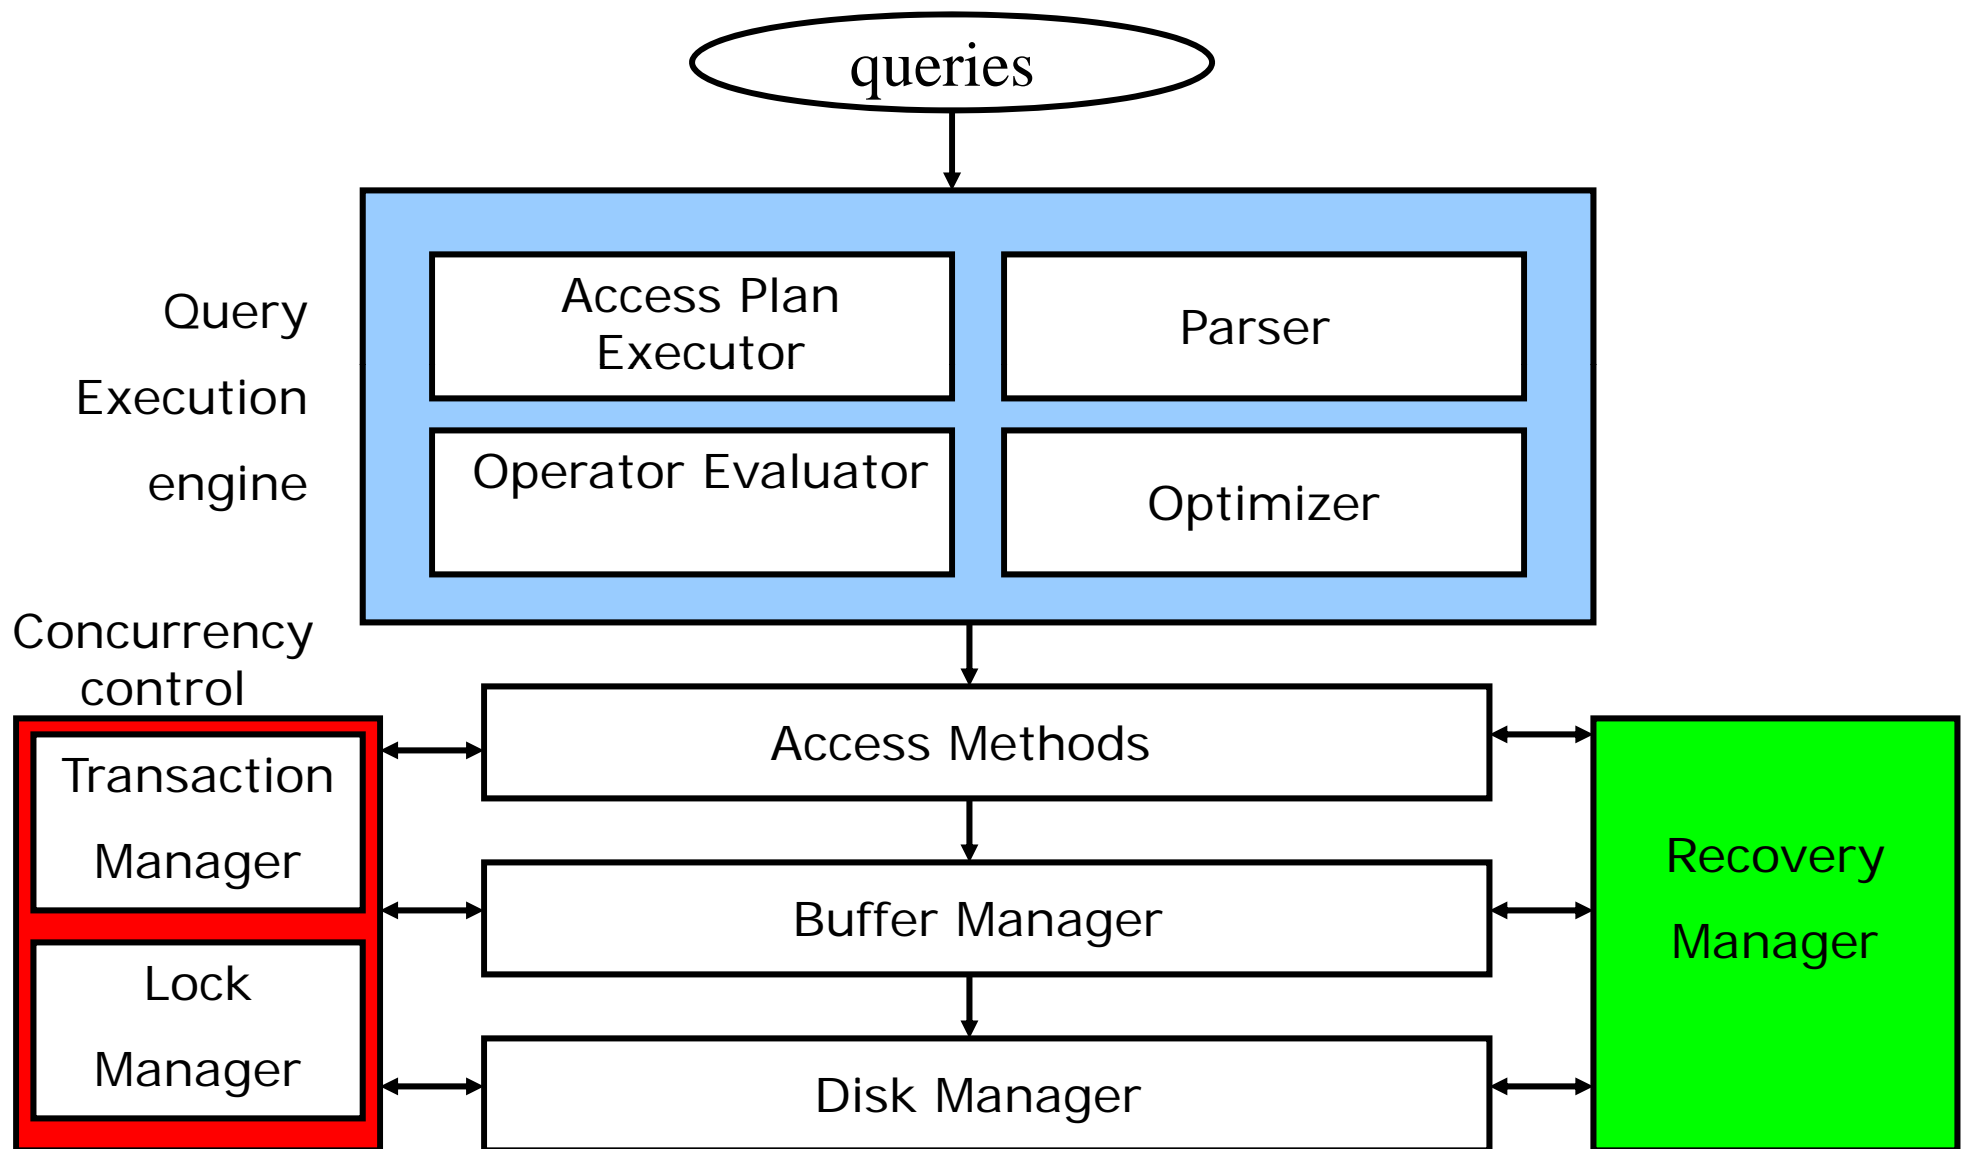 queries
Query
Execution
engine
Access Plan
Executor
Parser
Operator Evaluator
Optimizer
Concurrency
control
Transaction
Manager
Lock
Manager
Access Methods
Buffer Manager
Disk Manager
Recovery
Manager